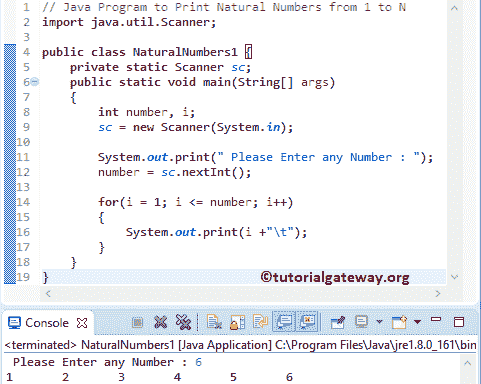 1 // Java Program to Print Natural Numbers from 1 to N
2 import java.util.Scanner;
3
4 public class NaturalNumbers1 {
5     private static Scanner sc;
6     public static void main(String[] args)
7     {
8         int number, i;
9         sc = new Scanner(System.in);
10
11         System.out.print(" Please Enter any Number : ");
12         number = sc.nextInt();
13
14         for(i = 1; i <= number; i++)
15         {
16             System.out.print(i +"\t");
17         }
18     }
19 }
©tutorialgateway.org
Console
<terminated> NaturalNumbers1 [Java Application] C:\Program Files\Java\jre1.8.0_161\bin
Please Enter any Number : 6
1 2 3 4 5 6